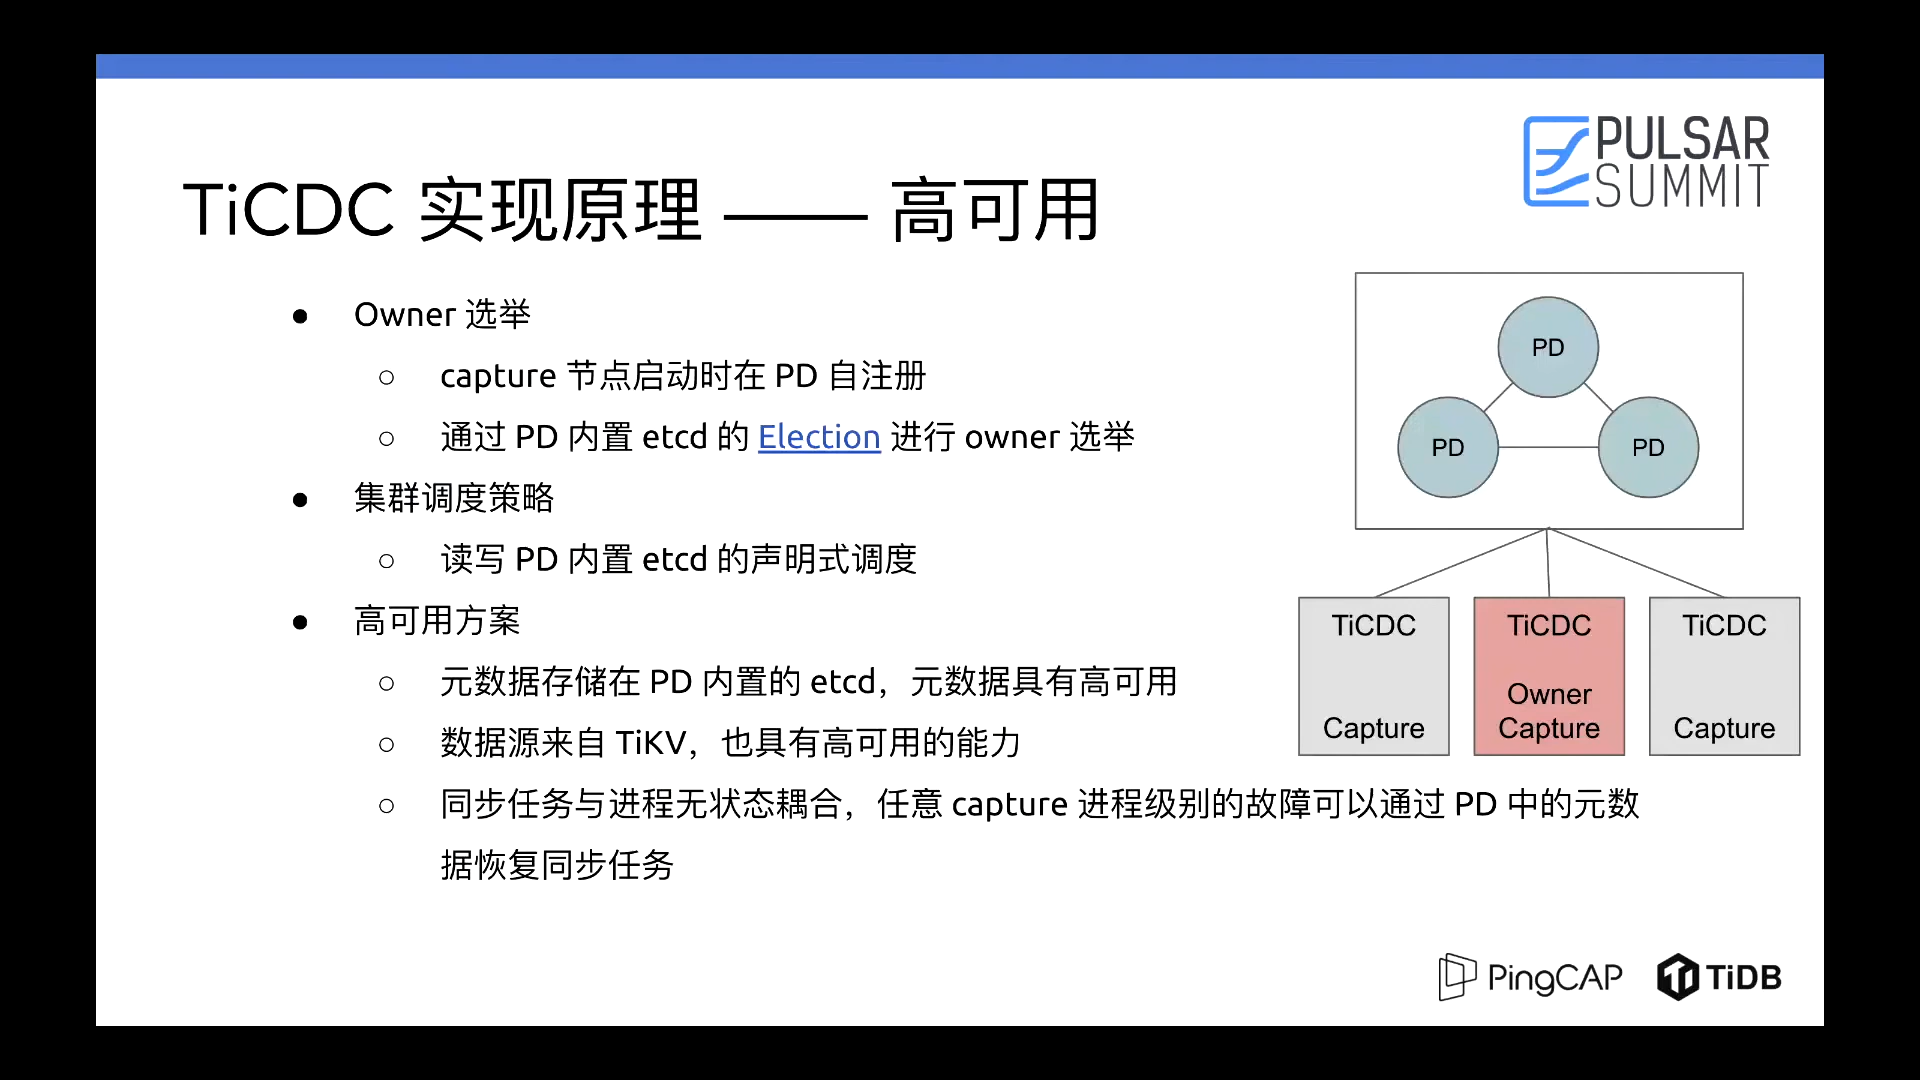 PULSAR
SUMMIT
TiCDC 实现原理 —— 高可用
● Owner 选举
○ capture 节点启动时在 PD 自注册
○ 通过 PD 内置 etcd 的 Election 进行 owner 选举
● 集群调度策略
○ 读写 PD 内置 etcd 的声明式调度
● 高可用方案
○ 元数据存储在 PD 内置的 etcd，元数据具有高可用
○ 数据源来自 TiKV，也具有高可用的能力
○ 同步任务与进程无状态耦合，任意 capture 进程级别的故障可以通过 PD 中的元数
据恢复同步任务
PD
PD
PD
TiCDC
Capture
TiCDC
Owner
Capture
TiCDC
Capture
PingCAP
TiDB